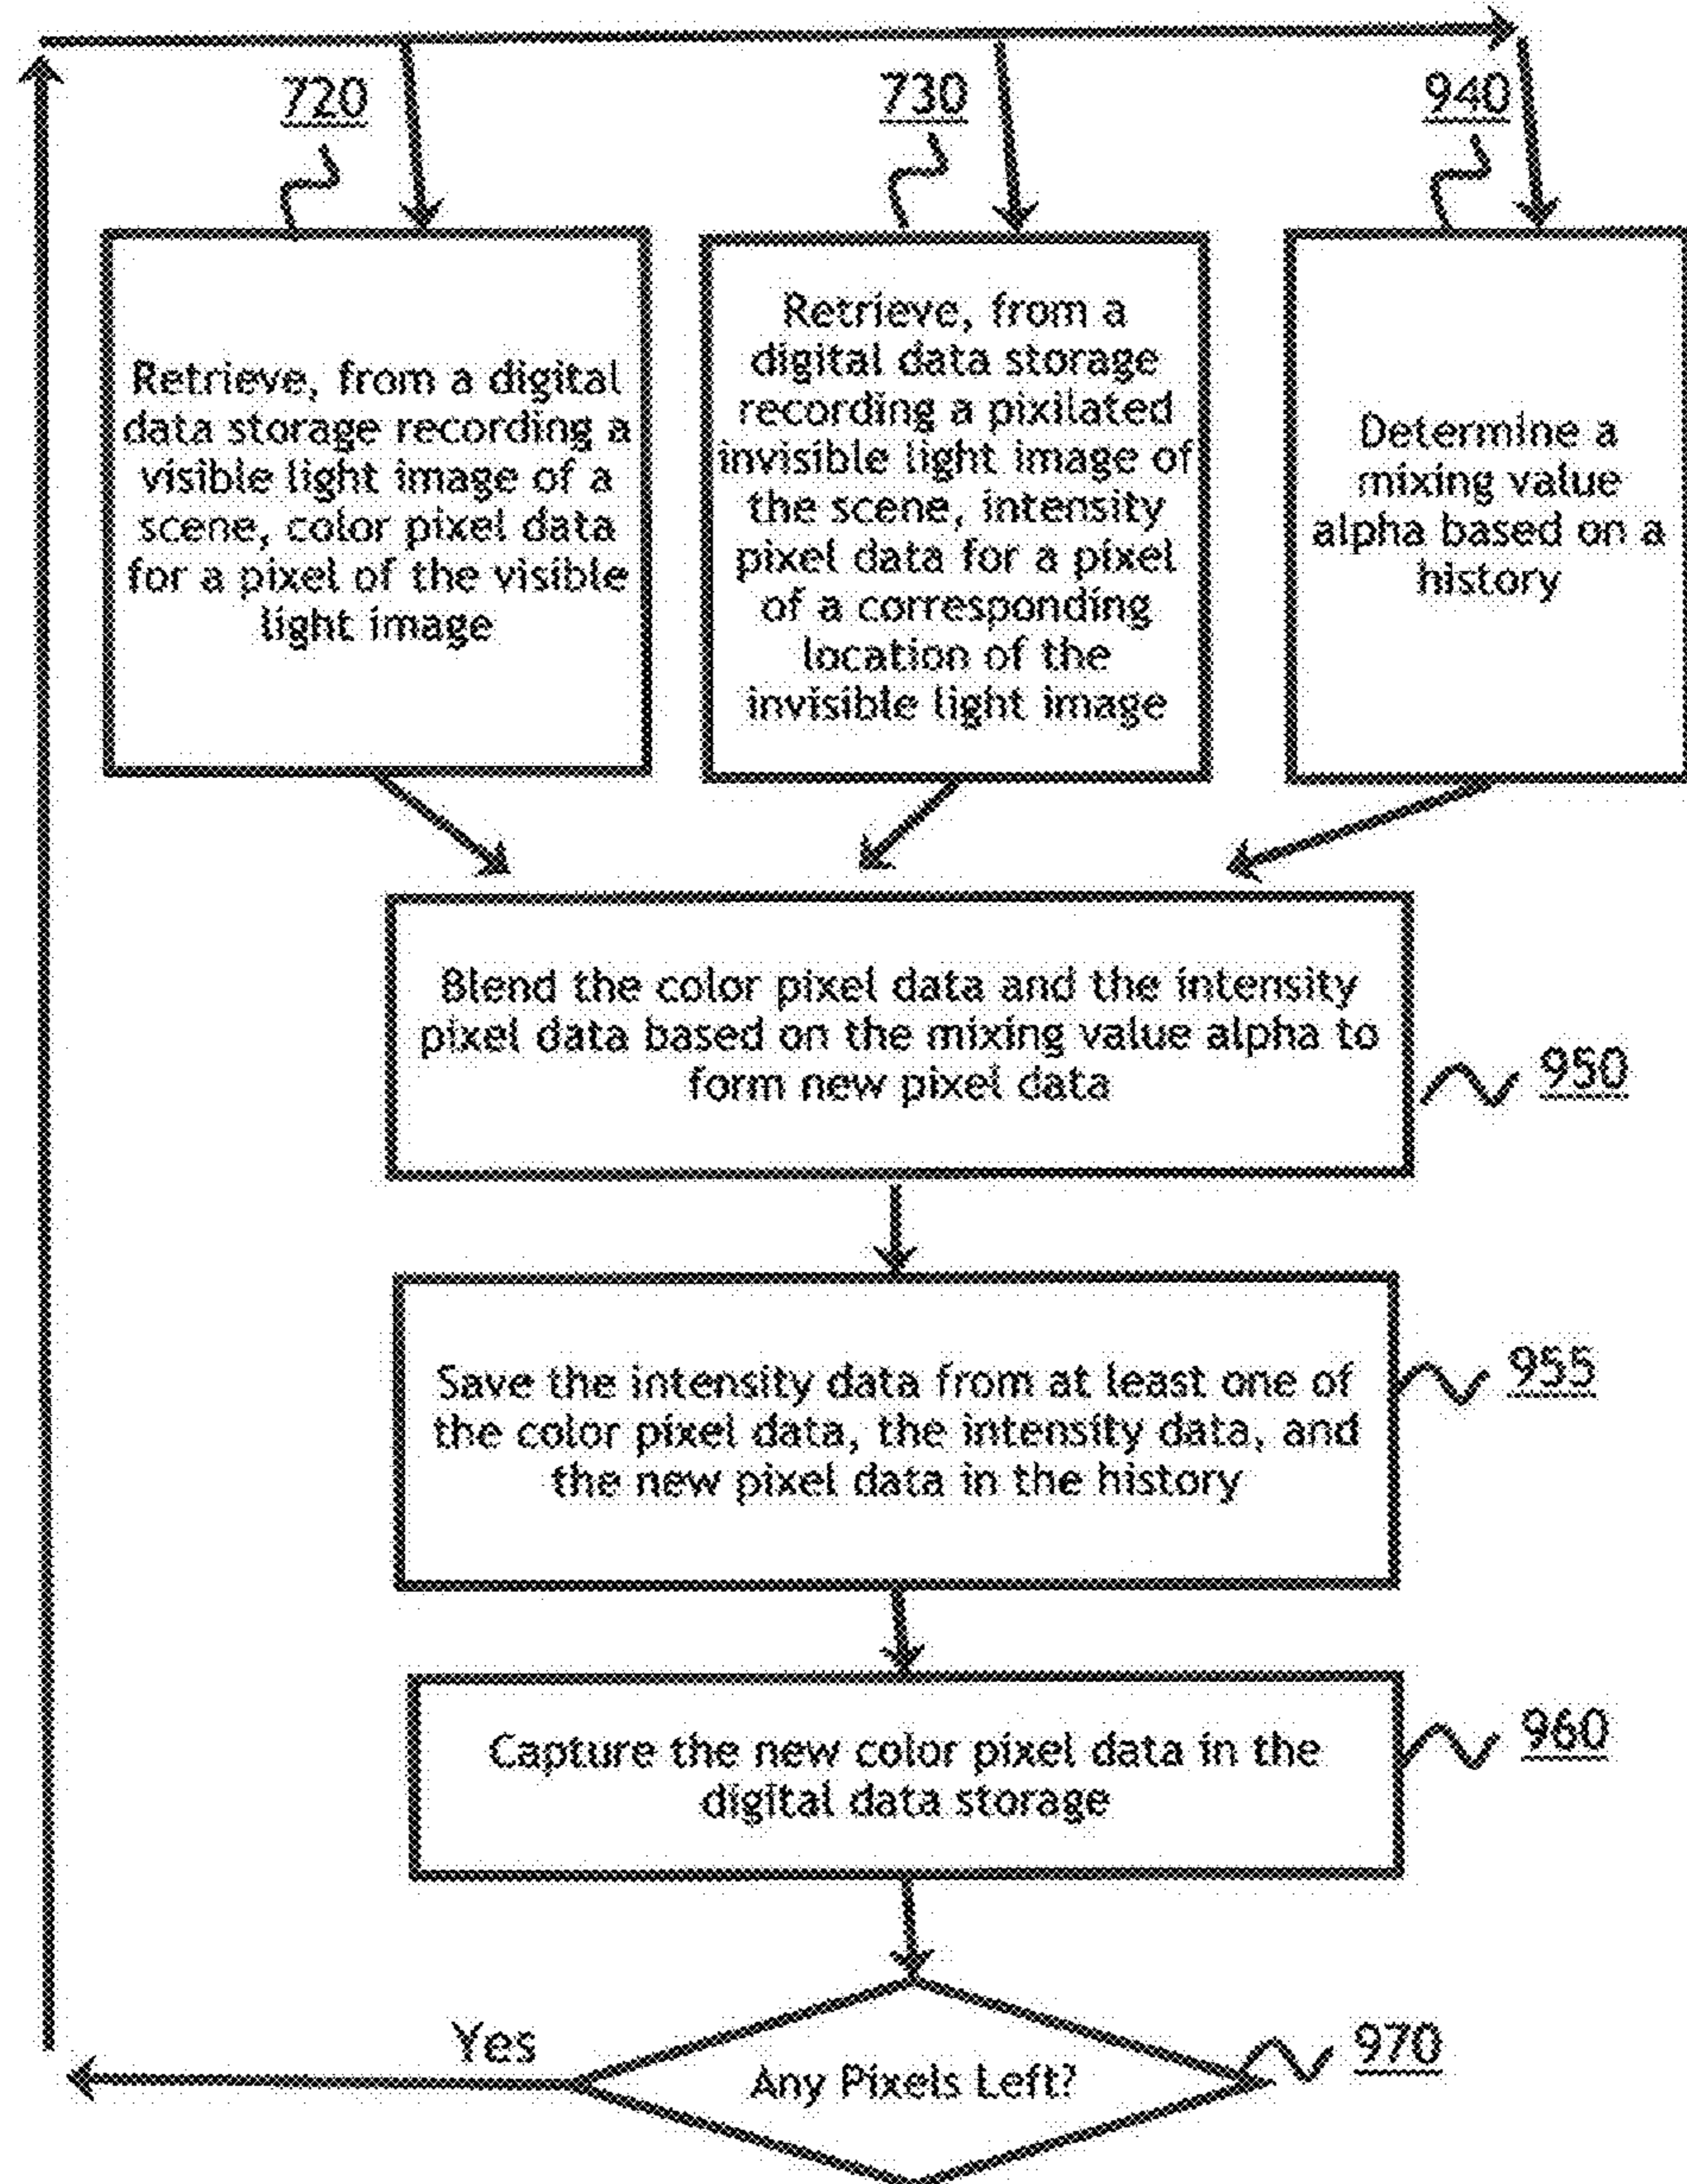 720
730
940
Retrieve, from a digital
data storage recording a
visible light image of a
scene, color pixel data
for a pixel of the visible
light image
Retrieve, from a
digital data storage
recording a pixilated
invisible light image of
the scene, intensity
pixel data for a pixel
of a corresponding
location of the
invisible light image
Determine a
mixing value
alpha based on a
history
Blend the color pixel data and the intensity
pixel data based on the mixing value alpha to
form new pixel data
950
Save the intensity data from at least one of
the color pixel data, the intensity data, and
the new pixel data in the history
955
Capture the new color pixel data in the
digital data storage
960
Yes
Any Pixels Left?
970